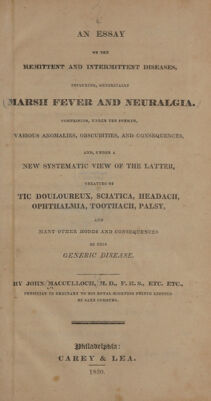 AN ESSAY
ON THE
REMITTENT AND INTERMITTENT DISEASES,
INCLUDING, GENERICALLY
MARSH FEVER AND NEURALGIA.
COMPRISING, UNDER THE FORMER,
VARIOUS ANOMALIES, OBSCURITIES, AND CONSEQUENCES,
AND, UNDER A
NEW SYSTEMATIC VIEW OF THE LATTER,
TREATING OF
TIC DOULOUREUX, SCIATICA, HEADACH,
OPHTHALMIA, TOOTHACH, PALSY,
AND
MANY OTHER MODES AND CONSEQUENCES
OF THIS
GENERIC DISEASE.
BY JOHN MACCULLOCH, M. D., F. R. S., ETC. ETC.
PHYSICIAN IN ORDINARY TO HIS ROYAL HIGHNESS PRINCE LEOPOLD
OF SAXE COBOURG.
Philadelphia:
CAREY & LEA.
1830.